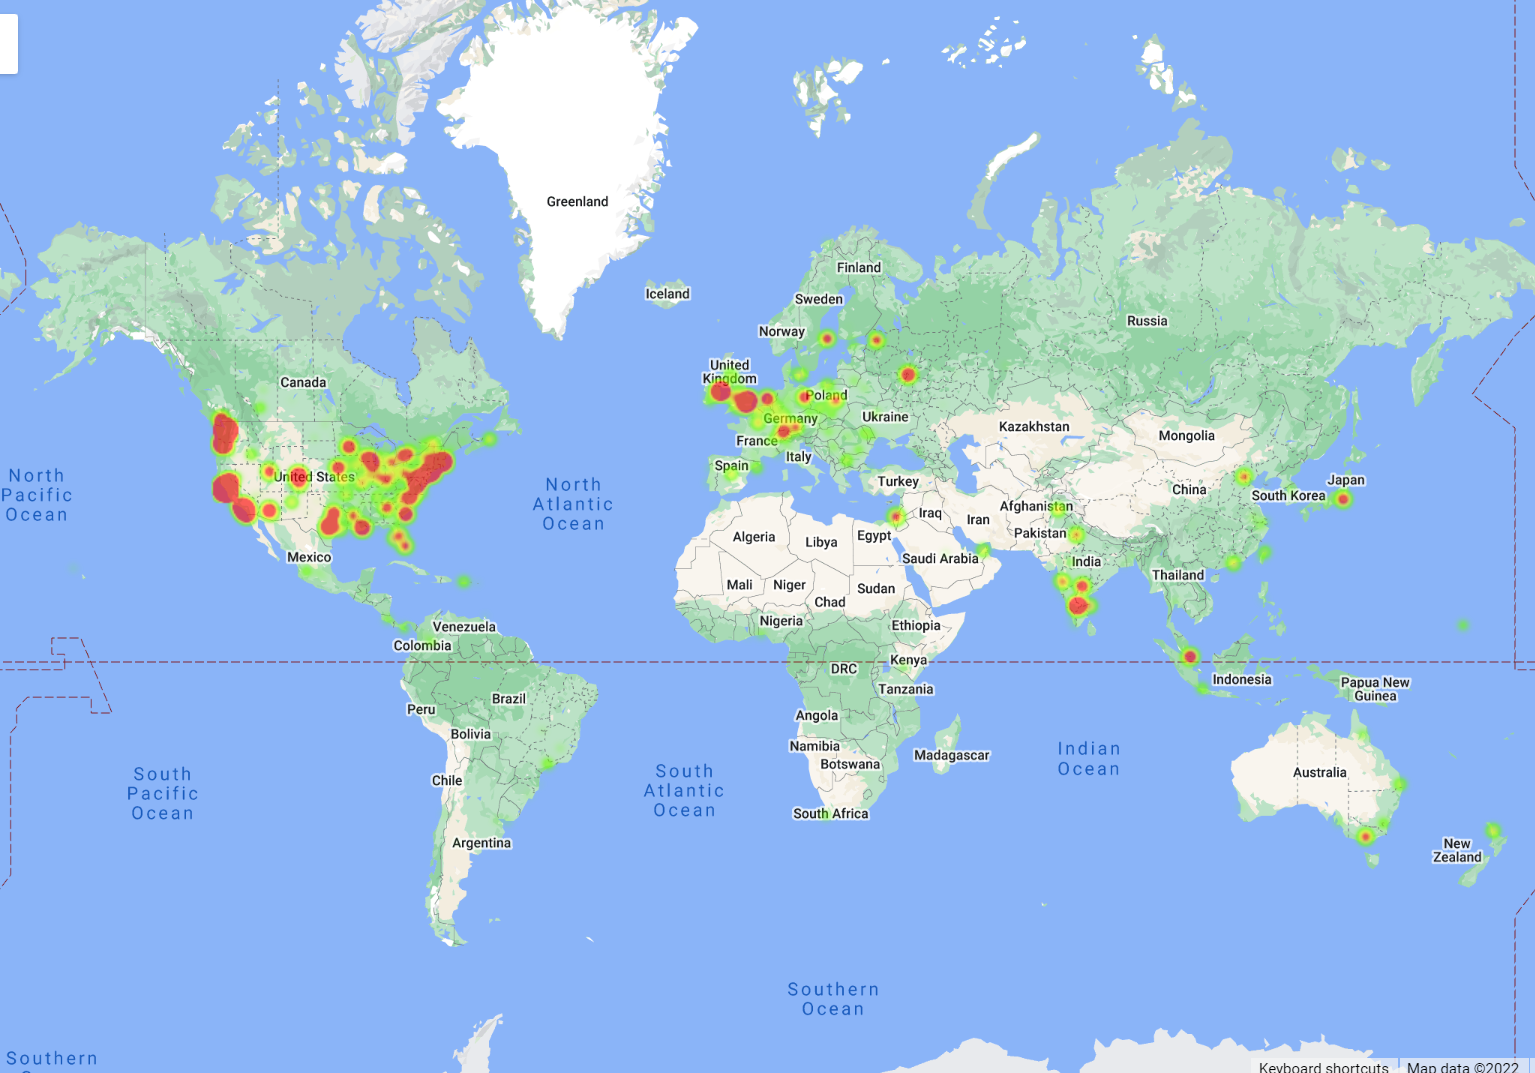 Greenland
Iceland
Finland
Sweden
Norway
Russia
United
Kingdom
Canada
Poland
Germany
Ukraine
Kazakhstan
Mongolia
France
Italy
Spain
United States
North
Pacific
Ocean
North
Atlantic
Ocean
Turkey
China
Japan
South Korea
Afghanistan
Iraq
Iran
Pakistan
Algeria
Libya
Egypt
Saudi Arabia
India
Thailand
Mexico
Mali
Niger
Sudan
Chad
Nigeria
Ethiopia
Venezuela
Colombia
Kenya
DRC
Tanzania
Indonesia
Papua New
Guinea
Brazil
Peru
Bolivia
Angola
Namibia
Botswana
Madagascar
Indian
Ocean
Australia
South
Pacific
Ocean
South
Atlantic
Ocean
Chile
South Africa
Argentina
New
Zealand
Southern
Ocean
Southern
Keyboard shortcuts
Map data ©2022